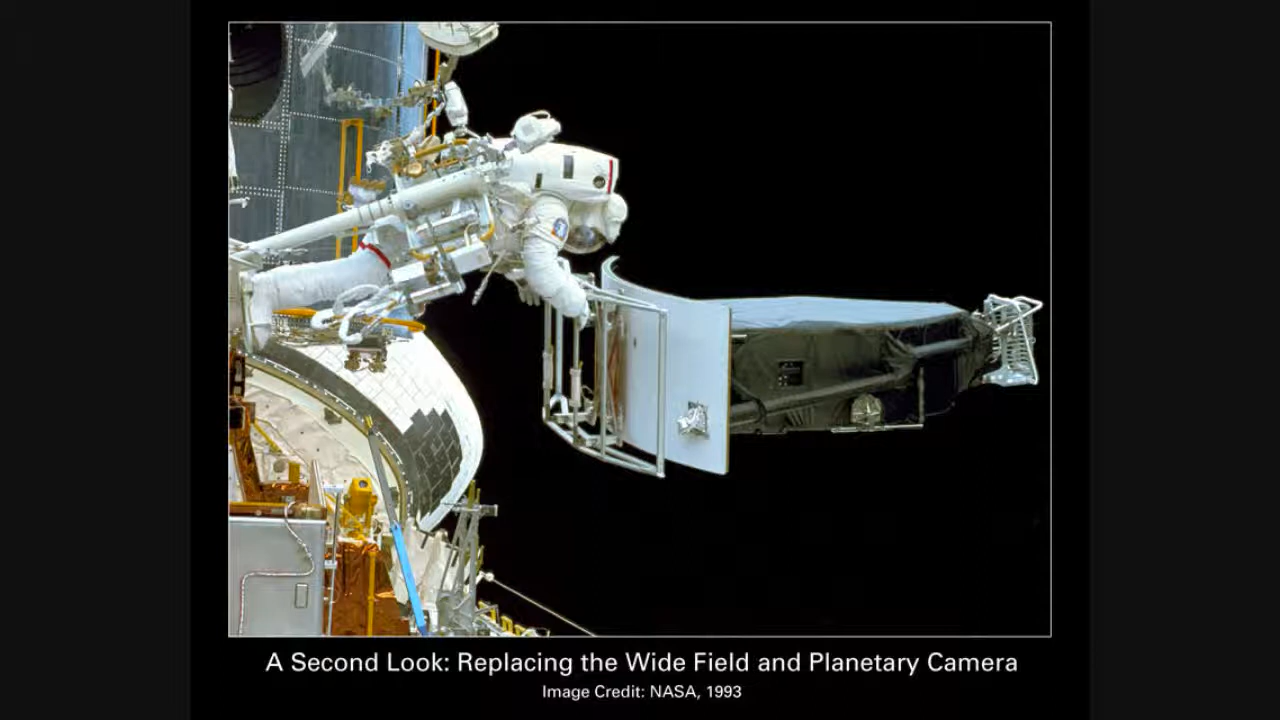 A Second Look: Replacing the Wide Field and Planetary Camera
Image Credit: NASA, 1993